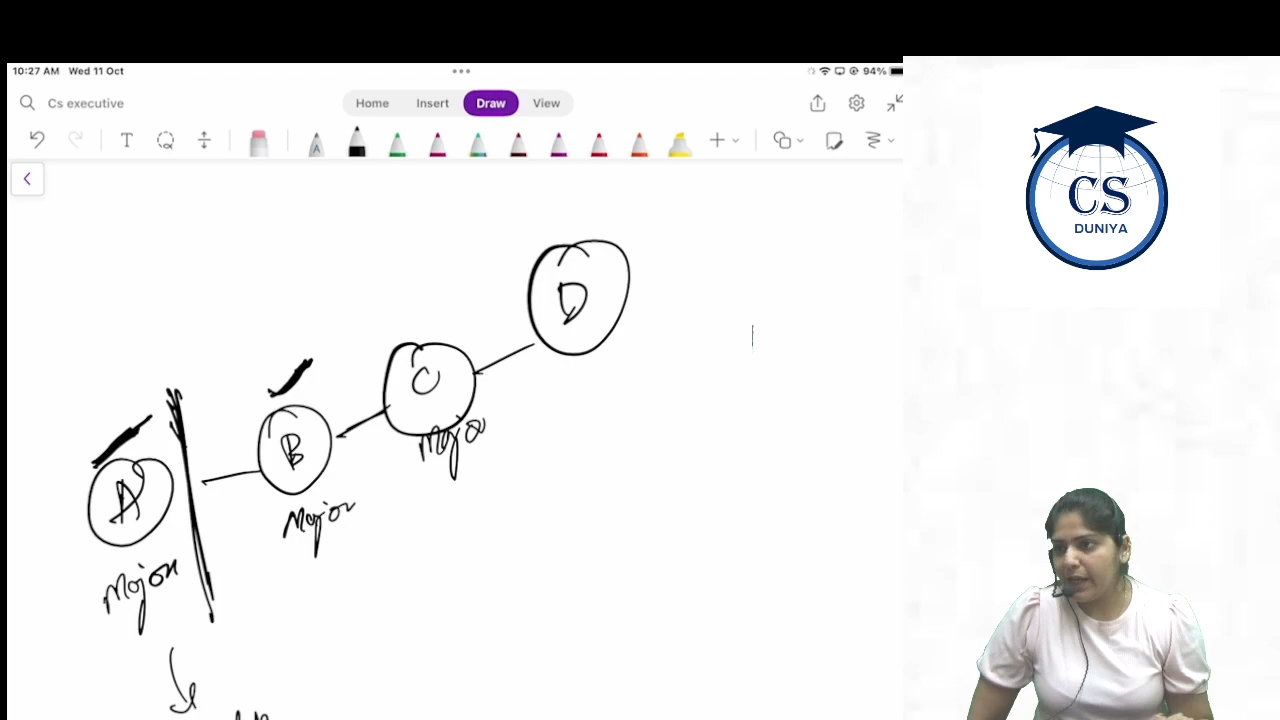 10:27 AM Wed 11 Oct
94%
Cs executive
Home Insert Draw View
T
A
CS
DUNIYA
D
C
Major
B
Major
A
Major